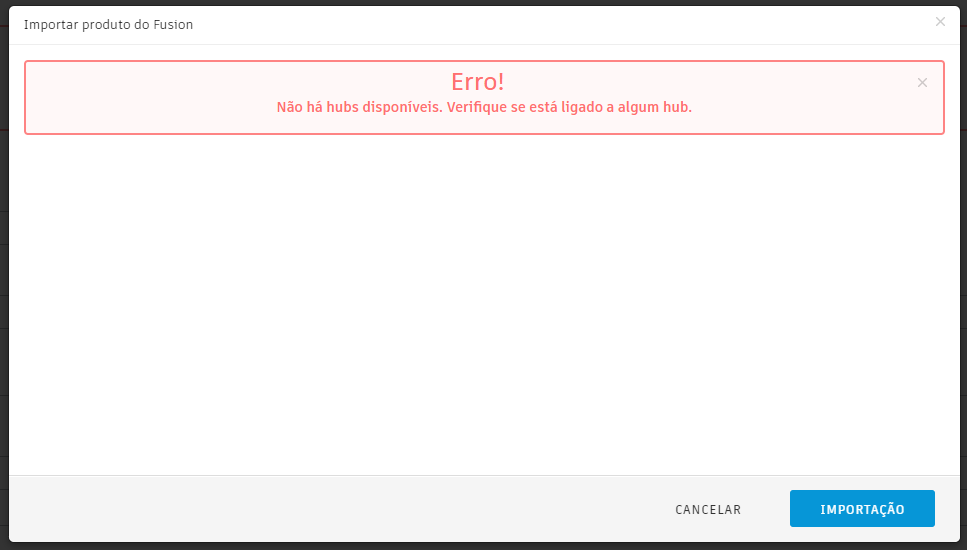 Importar produto do Fusion
Erro!
Não há hubs disponíveis. Verifique se está ligado a algum hub.
CANCELAR
IMPORTAÇÃO